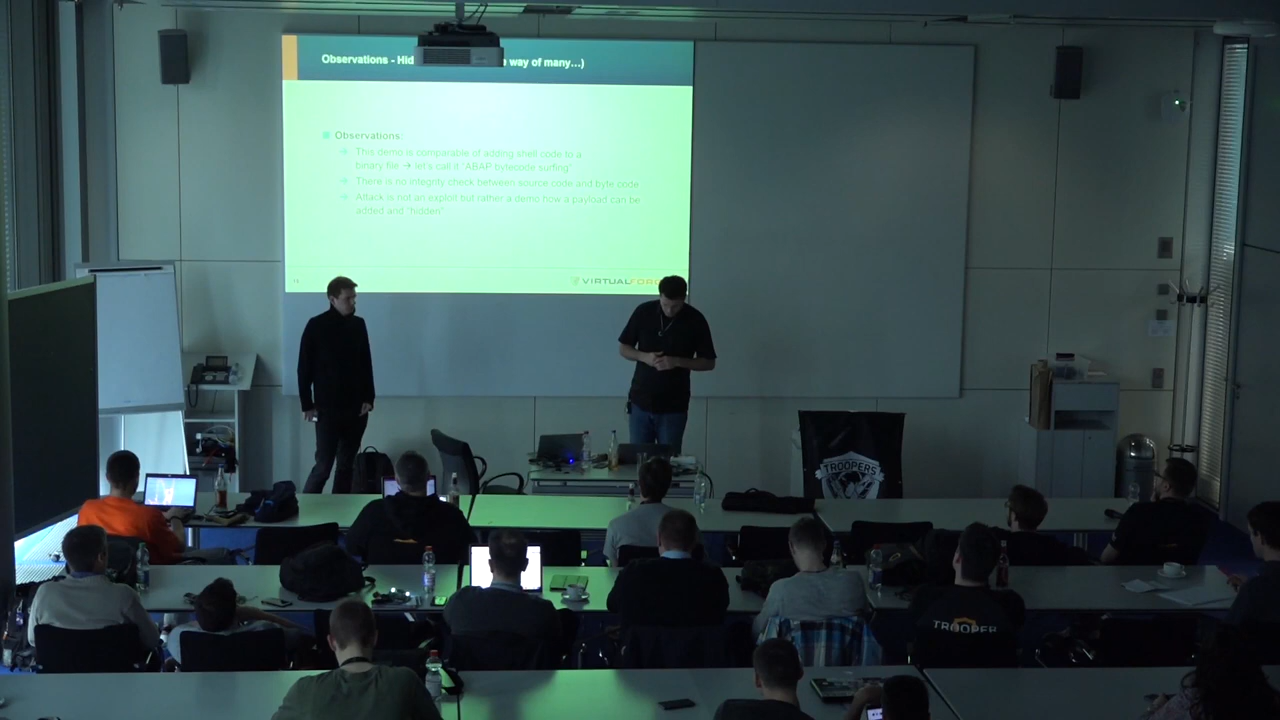 Observations - Hid way of many...)
Observations:
This demo is comparable of adding shell code to a
binary file → let's call it "ABAP bytecode surfing"
There is no integrity check between source code and byte code
Attack is not an exploit but rather a demo how a payload can be
added and "hidden"
VIRTUALFORG
TROOPERS
TROOPER